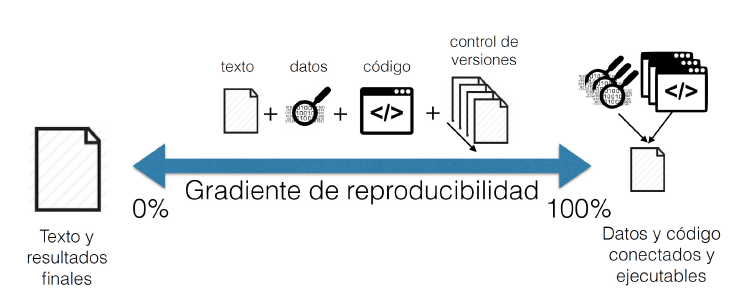 texto
datos
código
control de
versiones
+
+
+
</>
</>
Gradiente de reproducibilidad
0%
100%
Texto y
resultados
finales
Datos y código
conectados y
ejecutables